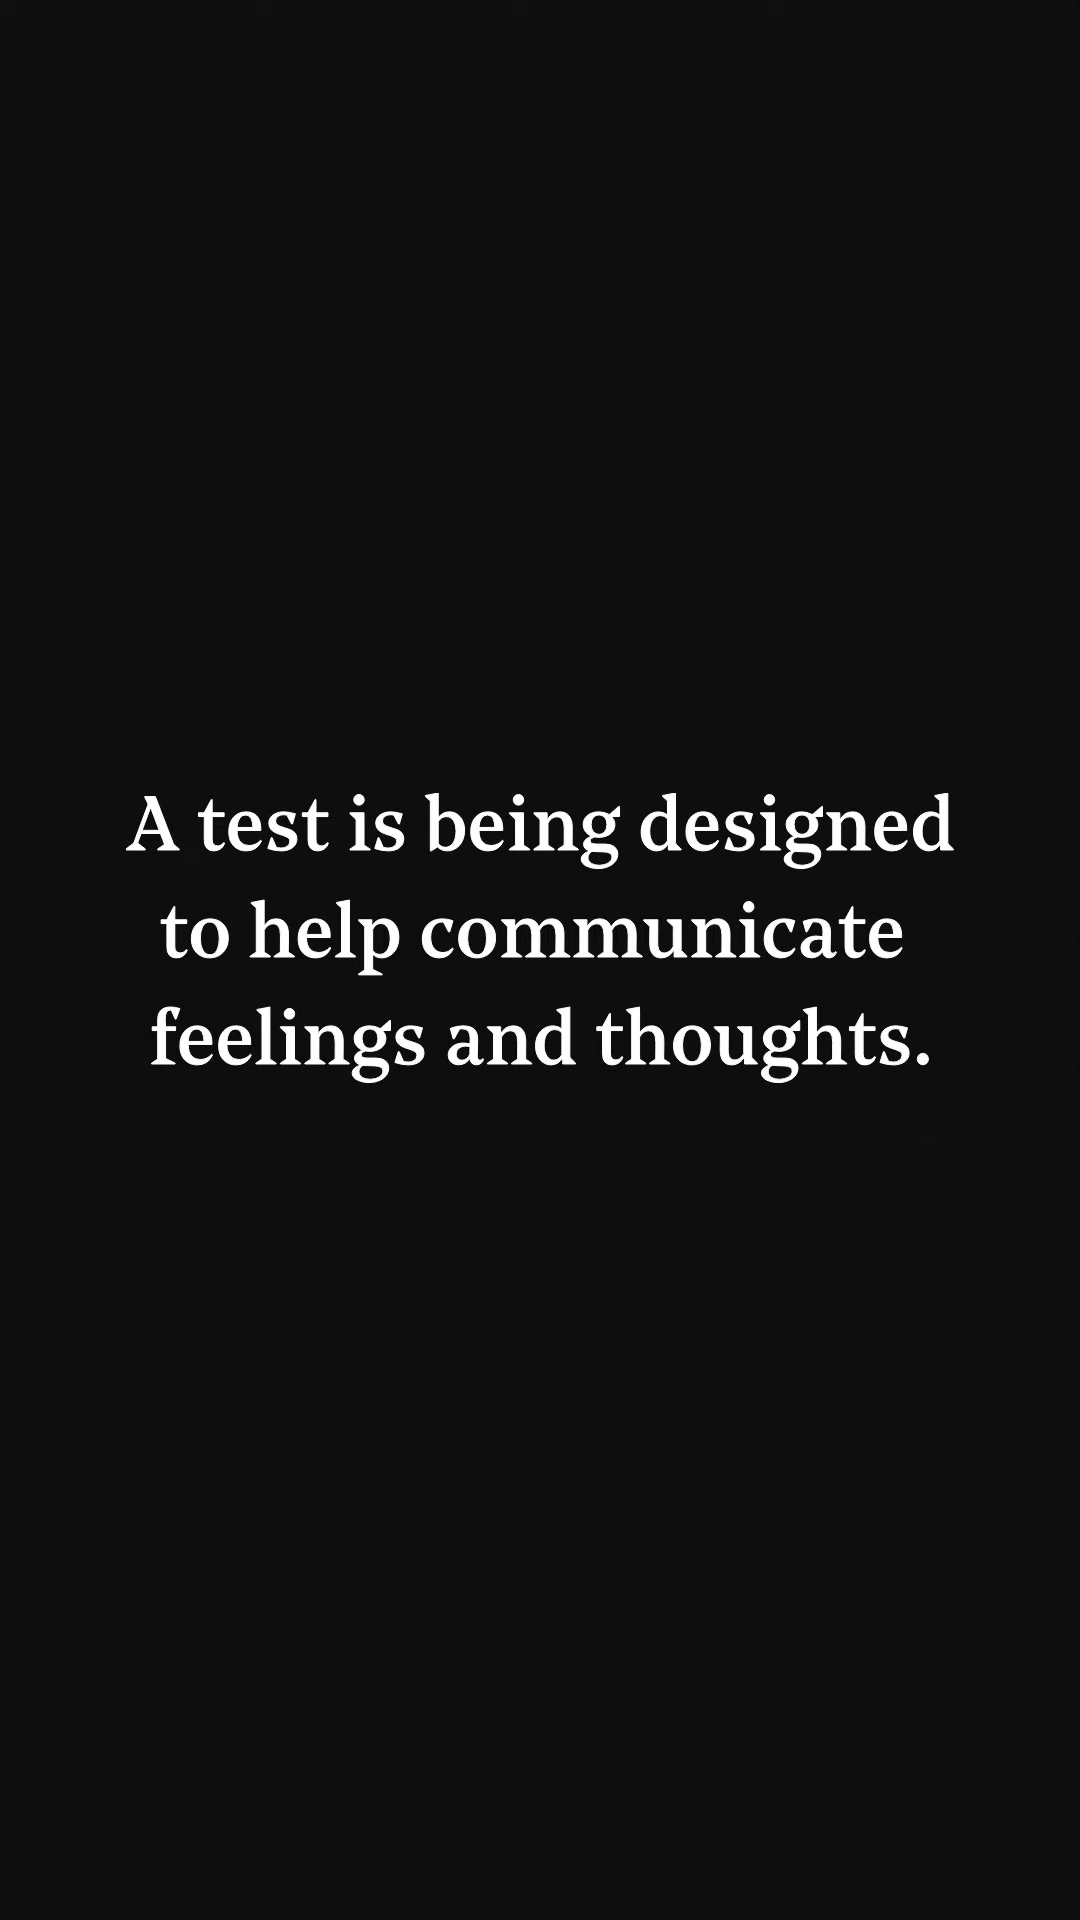 A test is being designed
to help communicate
feelings and thoughts.